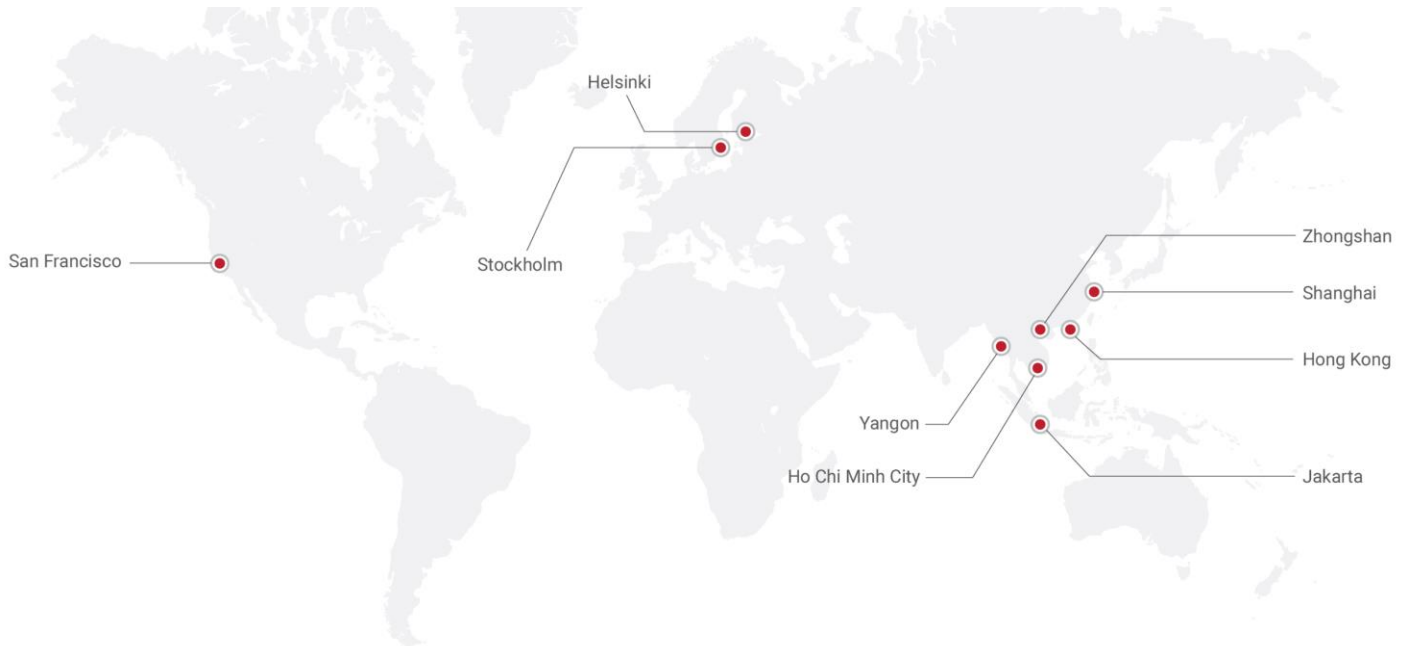 Helsinki
Zhongshan
San Francisco
Stockholm
Shanghai
Hong Kong
Yangon
Ho Chi Minh City
Jakarta